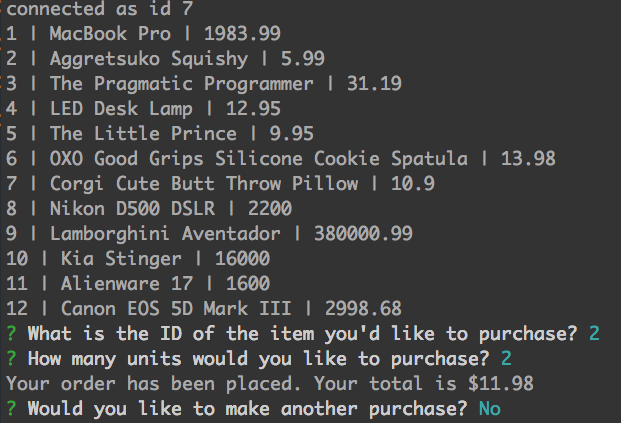 connected as id 7
1 | MacBook Pro | 1983.99
2 | Aggretsuko Squishy | 5.99
3 | The Pragmatic Programmer | 31.19
4 | LED Desk Lamp | 12.95
5 | The Little Prince | 9.95
6 | OXO Good Grips Silicone Cookie Spatula | 13.98
7 | Corgi Cute Butt Throw Pillow | 10.9
8 | Nikon D500 DSLR | 2200
9 | Lamborghini Aventador | 380000.99
10 | Kia Stinger | 16000
11 | Alienware 17 | 1600
12 | Canon EOS 5D Mark III | 2998.68
? What is the ID of the item you'd like to purchase? 2
? How many units would you like to purchase? 2
Your order has been placed. Your total is $11.98
? Would you like to make another purchase? No